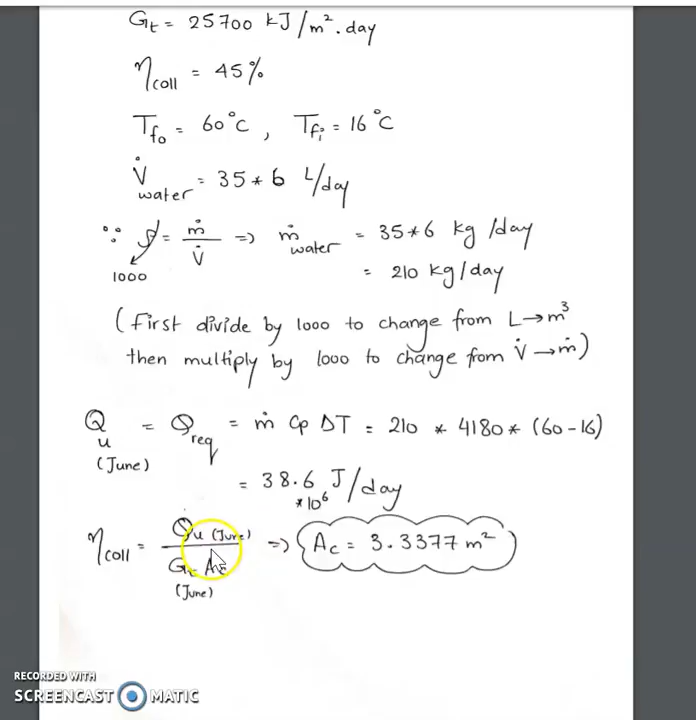 Gt = 25700 kJ/m². day
ηcoll = 45%
Tfo = 60°C , Tfi = 16°C
V̇water = 35*6 L/day
∵ ρ = ṁ/V̇ => ṁwater = 35*6 kg/day
1000
= 210 kg/day
(First divide by 1000 to change from L→m³
then multiply by 1000 to change from V̇→ṁ)
Qu = Qreq = ṁ Cp ΔT = 210 * 4180 * (60-16)
(June)
= 38.6 *10⁶ J/day
ηcoll = Qu (June) / Gt Ac => Ac = 3.3377 m²
(June)
RECORDED WITH
SCREENCAST MATIC